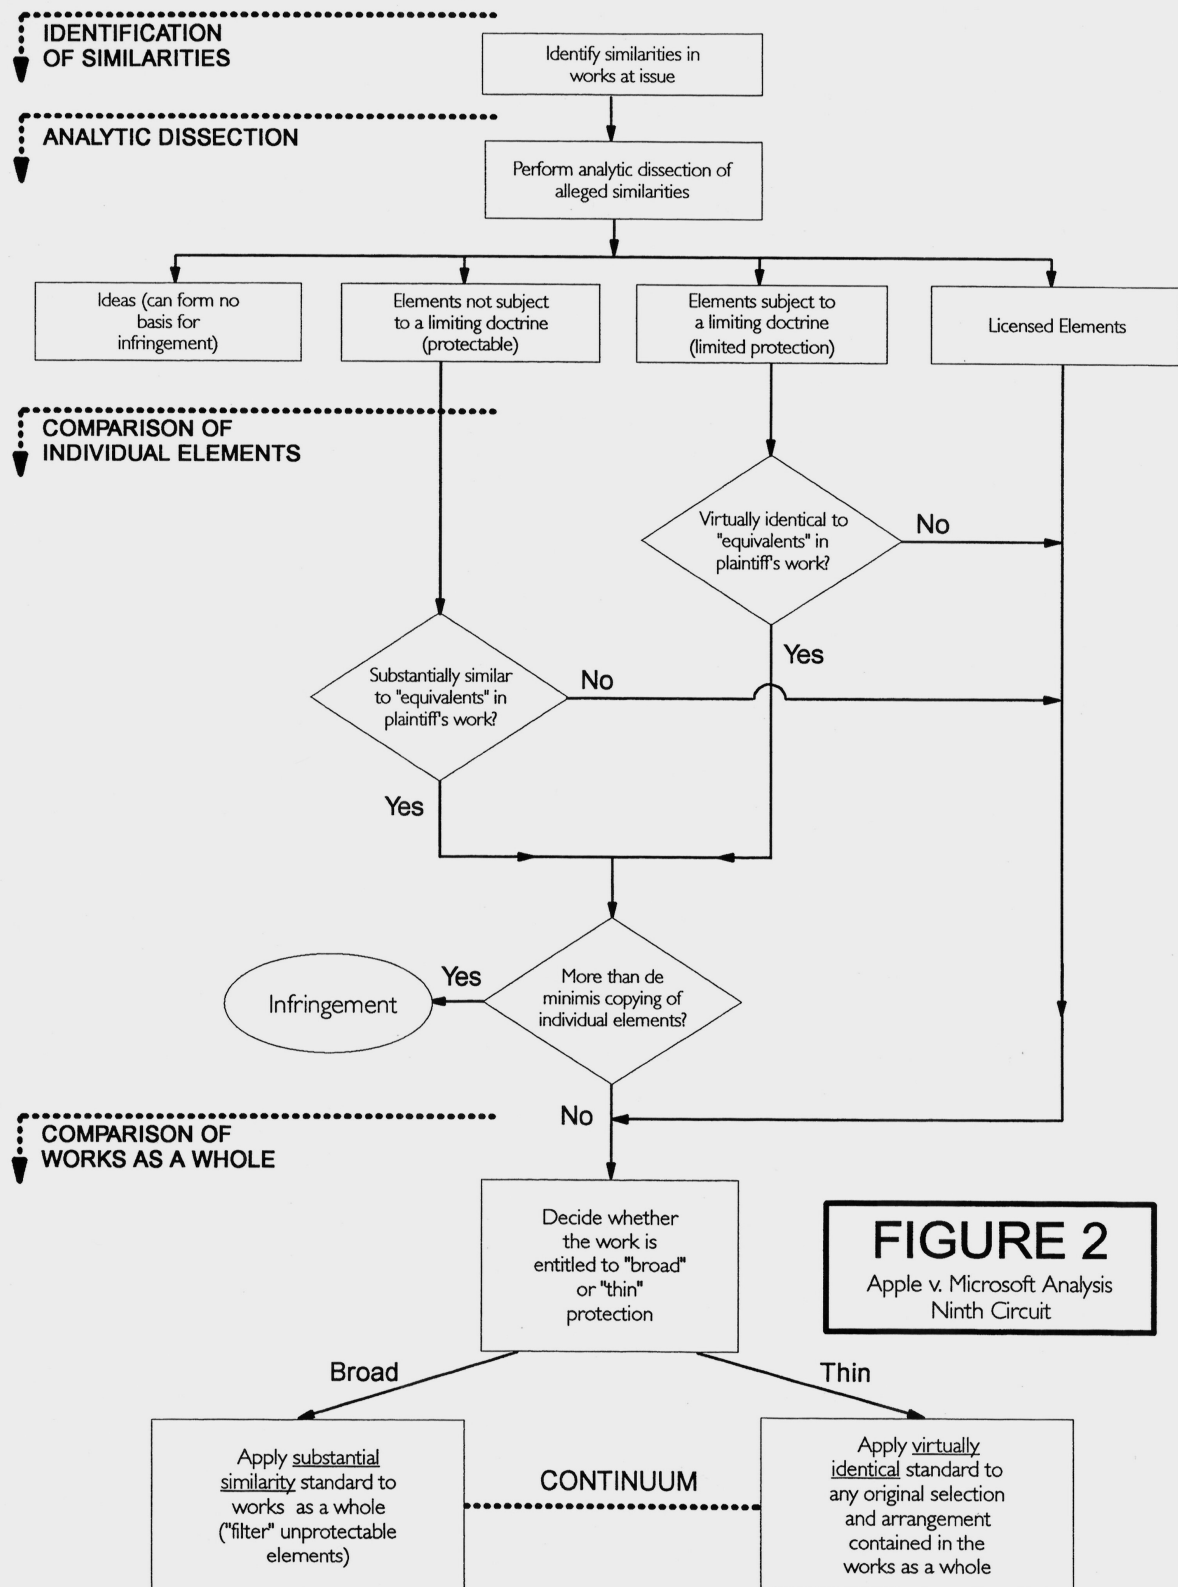 IDENTIFICATION
OF SIMILARITIES
Identify similarities in
works at issue
ANALYTIC DISSECTION
Perform analytic dissection of
alleged similarities
Ideas (can form no
basis for
infringement)
Elements not subject
to a limiting doctrine
(protectable)
Elements subject to
a limiting doctrine
(limited protection)
Licensed Elements
COMPARISON OF
INDIVIDUAL ELEMENTS
Virtually identical to
"equivalents" in
plaintiff's work?
No
Yes
Substantially similar
to "equivalents" in
plaintiff's work?
No
Yes
More than de
minimis copying of
individual elements?
Yes
Infringement
No
COMPARISON OF
WORKS AS A WHOLE
Decide whether
the work is
entitled to "broad"
or "thin"
protection
FIGURE 2
Apple v. Microsoft Analysis
Ninth Circuit
Broad
Thin
Apply substantial
similarity standard to
works as a whole
("filter" unprotectable
elements)
CONTINUUM
Apply virtually
identical standard to
any original selection
and arrangement
contained in the
works as a whole